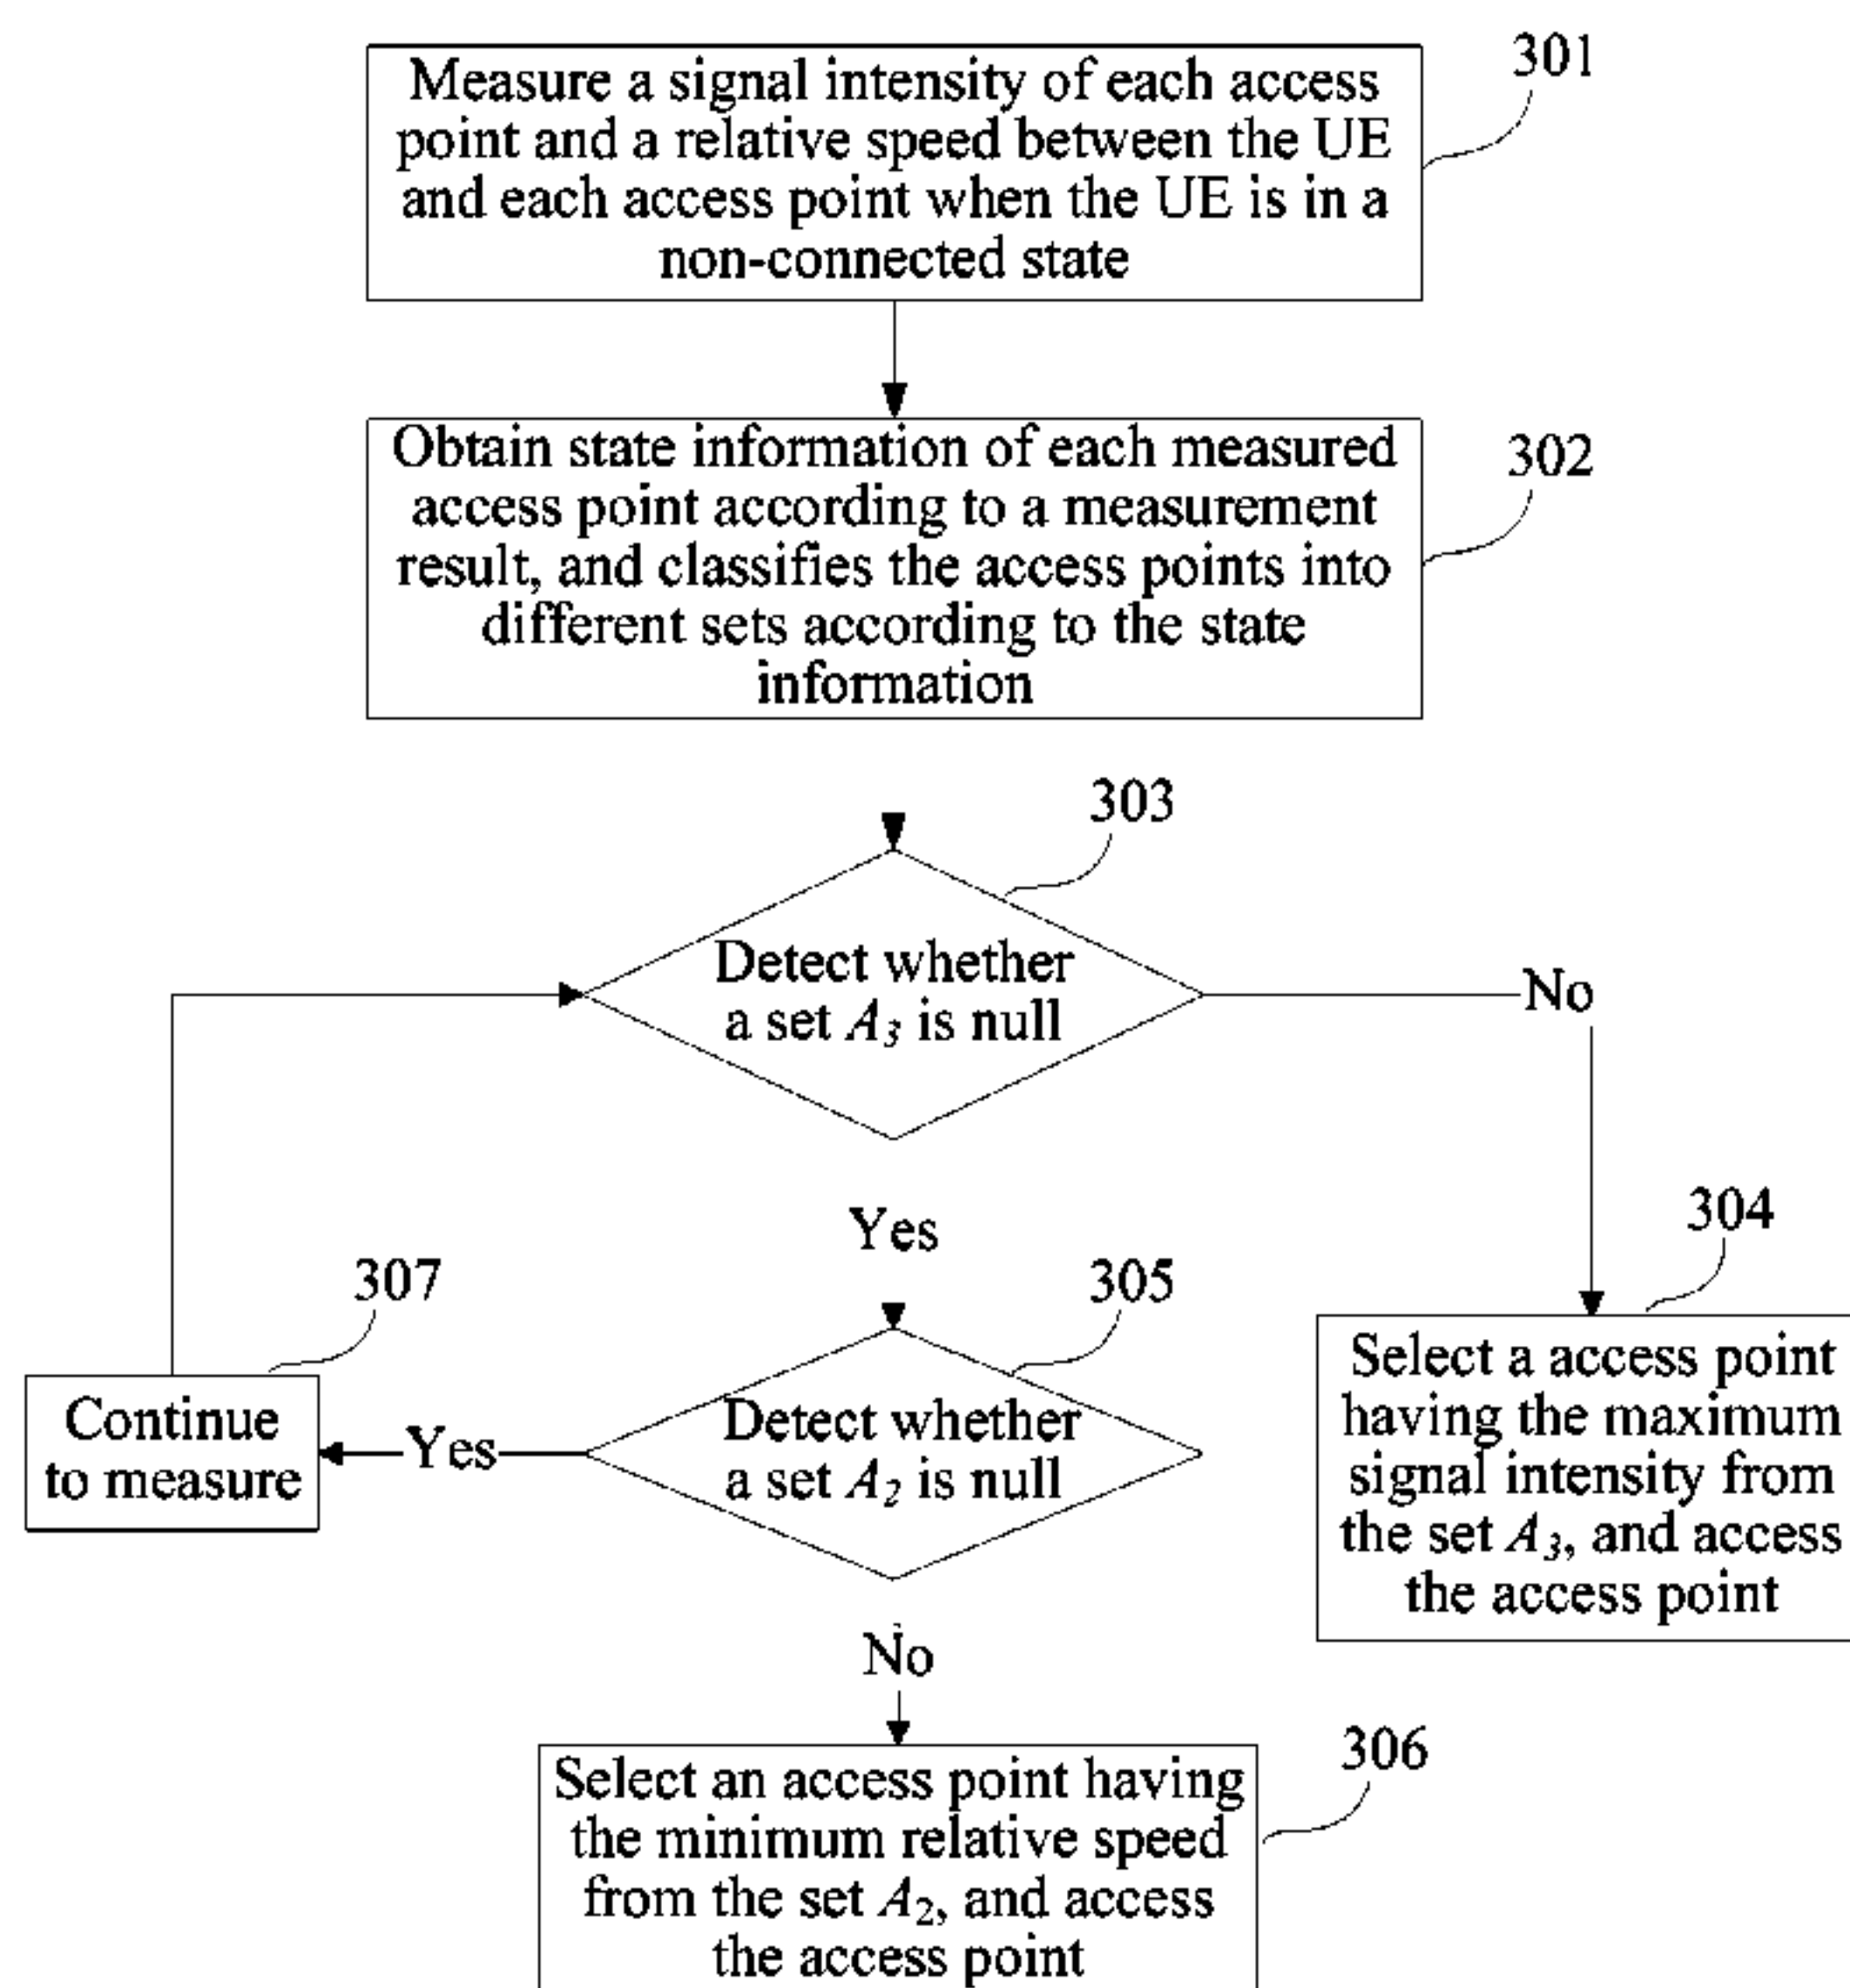 301
Measure a signal intensity of each access
point and a relative speed between the UE
and each access point when the UE is in a
non-connected state
302
Obtain state information of each measured
access point according to a measurement
result, and classifies the access points into
different sets according to the state
information
303
Detect whether
a set A3 is null
No
Yes
304
Select a access point
having the maximum
signal intensity from
the set A3, and access
the access point
305
Detect whether
a set A2 is null
Yes
307
Continue
to measure
No
306
Select an access point having
the minimum relative speed
from the set A2, and access
the access point